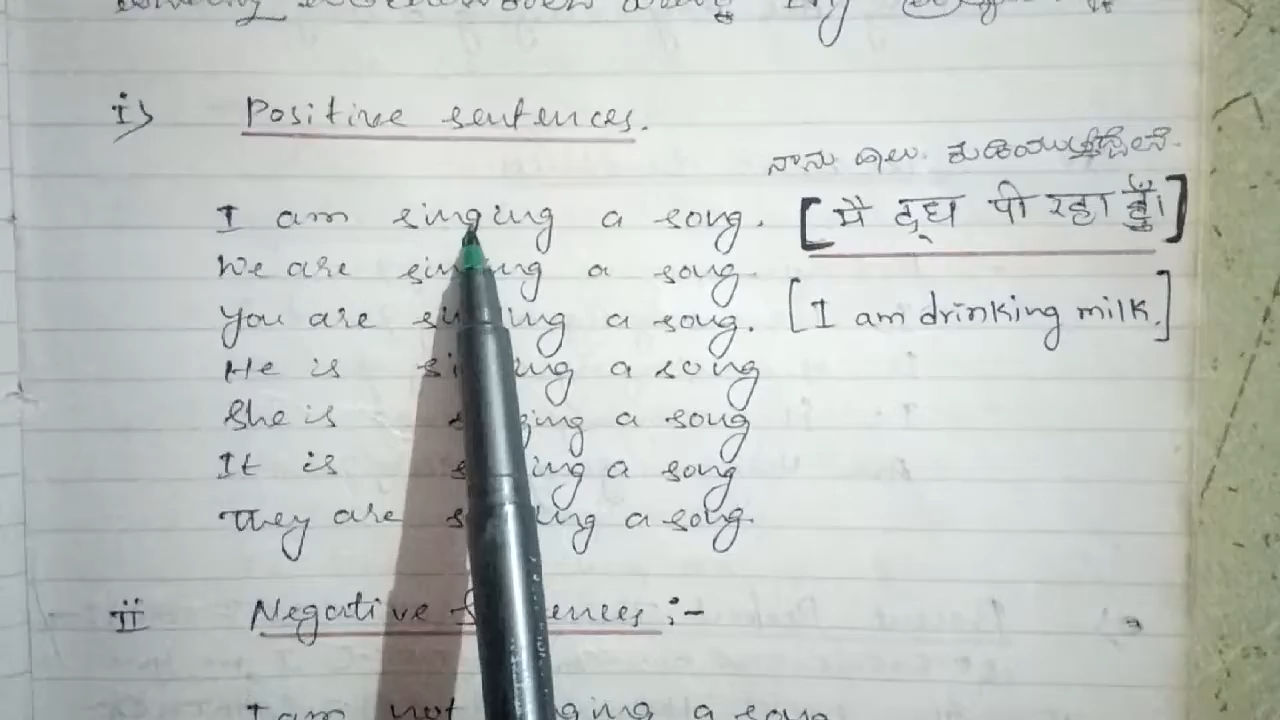 i) Positive sentences.
ನಾನು ಹಾಲು ಕುಡಿಯುತ್ತಿದ್ದೇನೆ.
I am singing a song. [मै दूध पी रहा हूँ।]
We are singing a song.
You are singing a song. [I am drinking milk.]
He is singing a song
She is singing a song
It is singing a song
They are singing a song.
ii Negative Sentences :-
I am not singing a song